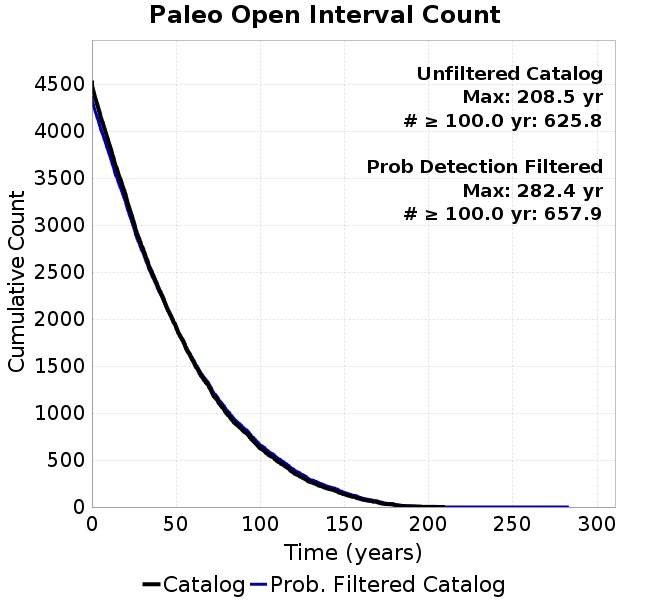 Paleo Open Interval Count
Unfiltered Catalog
Max: 208.5 yr
# ≥ 100.0 yr: 625.8
Prob Detection Filtered
Max: 282.4 yr
# ≥ 100.0 yr: 657.9
Cumulative Count
4500
4000
3500
3000
2500
2000
1500
1000
500
0
0 50 100 150 200 250 300
Time (years)
Catalog Prob. Filtered Catalog